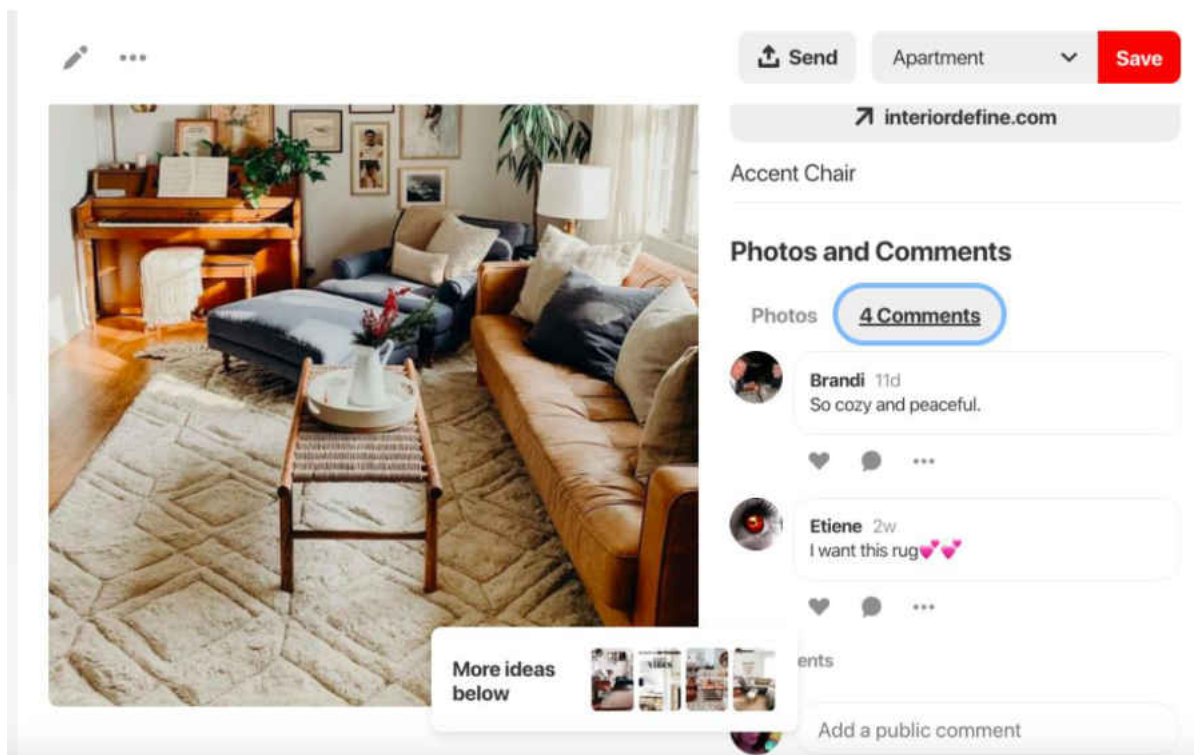 Send
Apartment
Save
interiordefine.com
Accent Chair
Photos and Comments
Photos
4 Comments
Brandi 11d
So cozy and peaceful.
Etiene 2w
I want this rug💕💕
More ideas
below
ents
Add a public comment